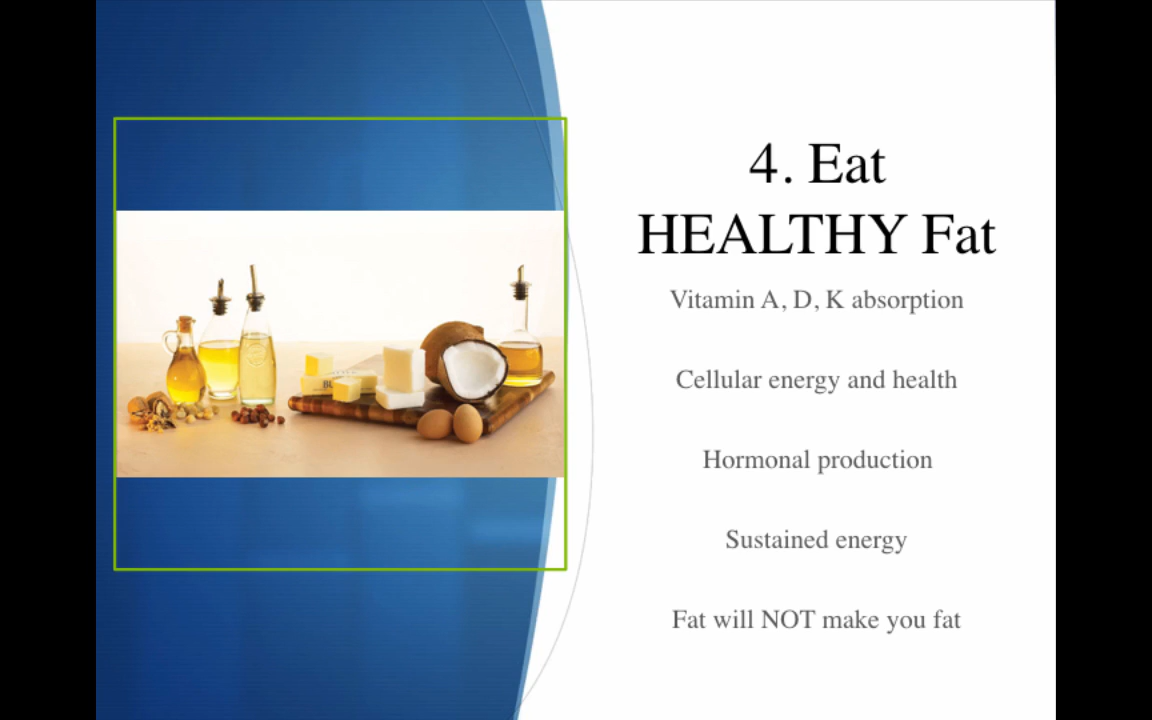 4. Eat
HEALTHY Fat
Vitamin A, D, K absorption
Cellular energy and health
Hormonal production
Sustained energy
Fat will NOT make you fat